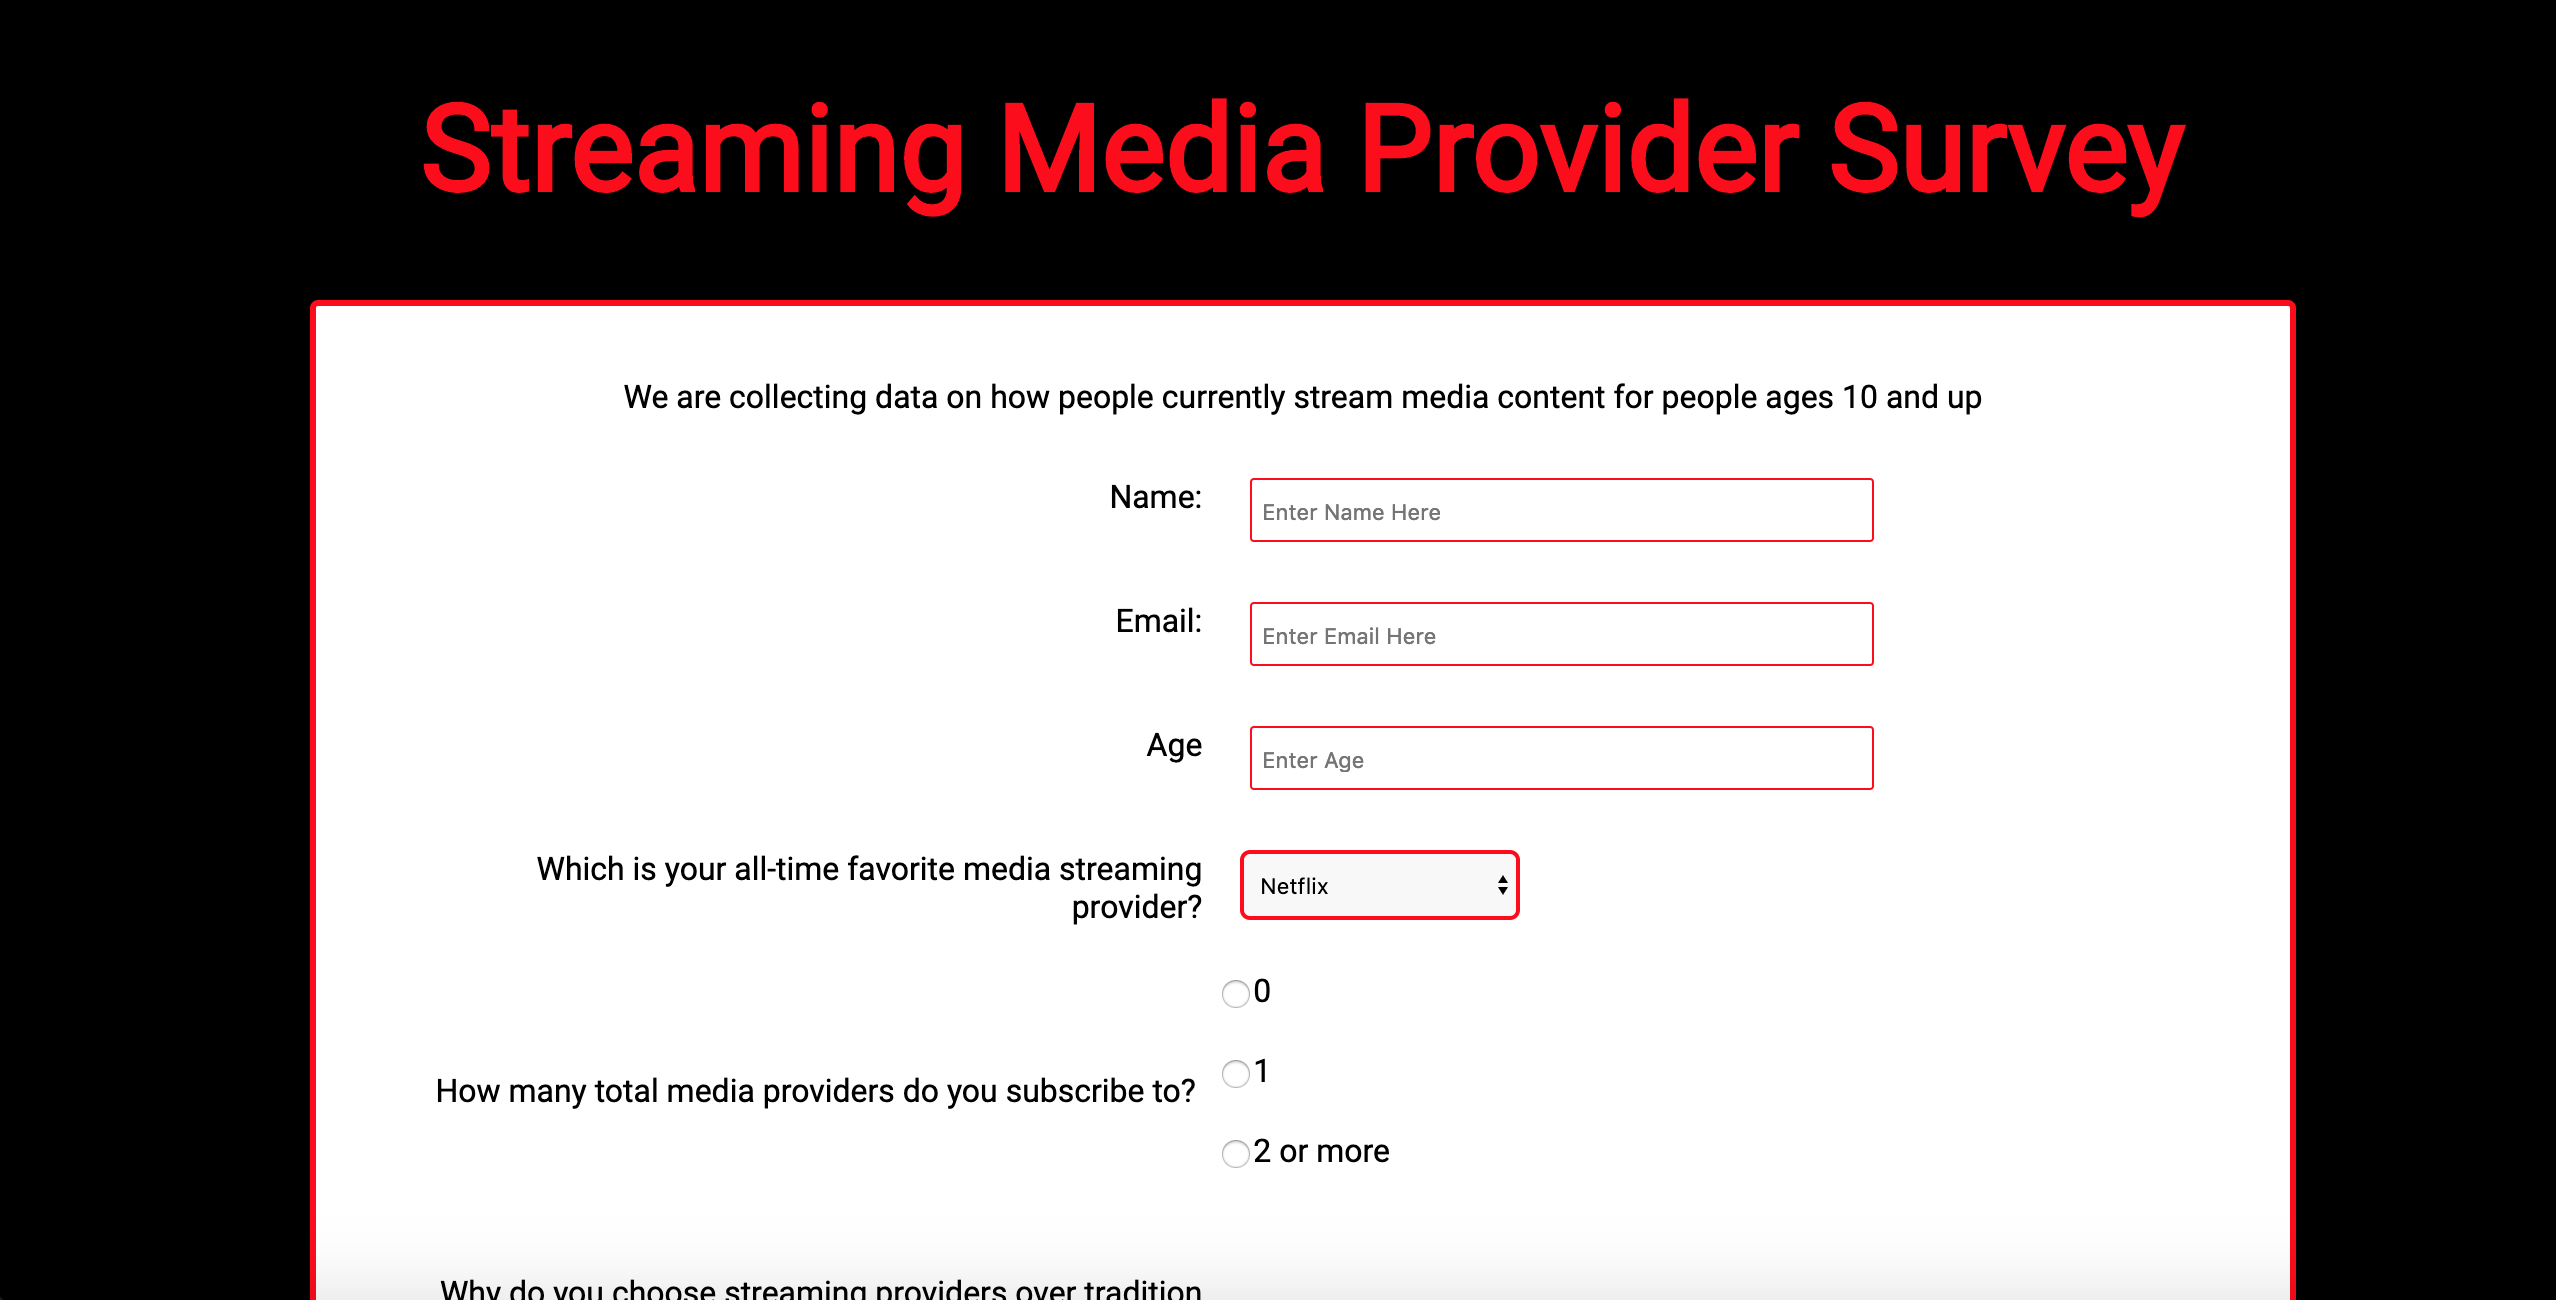 Streaming Media Provider Survey
We are collecting data on how people currently stream media content for people ages 10 and up
Name:
Enter Name Here
Email:
Enter Email Here
Age
Enter Age
Which is your all-time favorite media streaming
provider?
Netflix
0
How many total media providers do you subscribe to?
1
2 or more
Why do you choose streaming providers over tradition